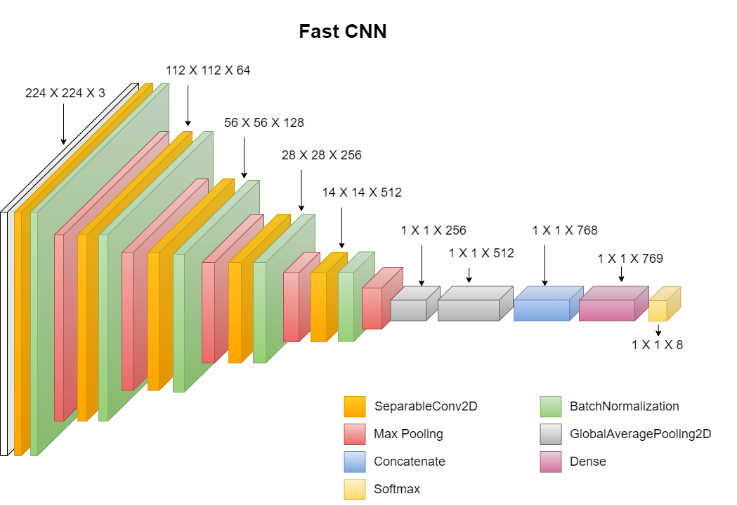 Fast CNN
112 X 112 X 64
224 X 224 X 3
56 X 56 X 128
28 X 28 X 256
14 X 14 X 512
1 X 1 X 256
1 X 1 X 768
1 X 1 X 512
1 X 1 X 769
1 X 1 X 8
SeparableConv2D
BatchNormalization
Max Pooling
GlobalAveragePooling2D
Concatenate
Dense
Softmax